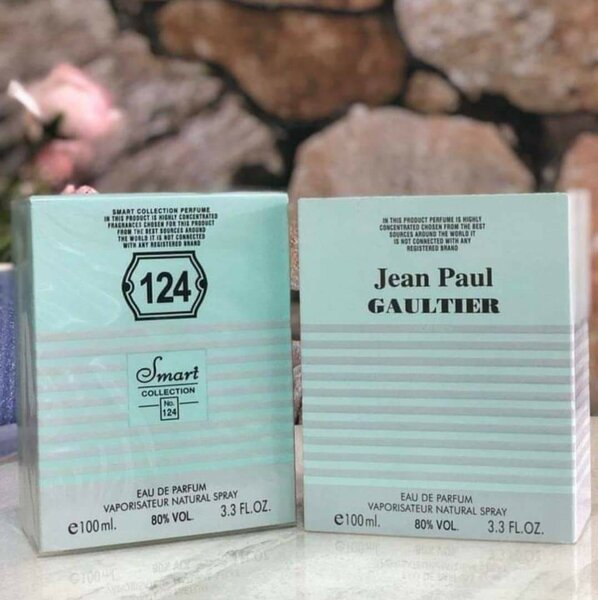 SMART COLLECTION PERFUME
IN THIS PRODUCT IS HIGHLY CONCENTRATED
FRAGRANCES CHOSEN FOR THIS PRODUCT
FROM THE BEST SOURCES AROUND
THE WORLD IT IS NOT CONNECTED
WITH ANY REGISTERED BRAND
124
Smart
COLLECTION
No.
124
EAU DE PARFUM
VAPORISATEUR NATURAL SPRAY
e100ml. 80% VOL. 3.3 FL.OZ.
IN THIS PRODUCT PERFUME IS HIGHLY
CONCENTRATED CHOSEN FROM THE BEST
SOURCES AROUND THE WORLD IT
IS NOT CONNECTED WITH ANY
REGISTERED BRAND
Jean Paul
GAULTIER
EAU DE PARFUM
VAPORISATEUR NATURAL SPRAY
e100ml. 80% VOL. 3.3 FL.OZ.